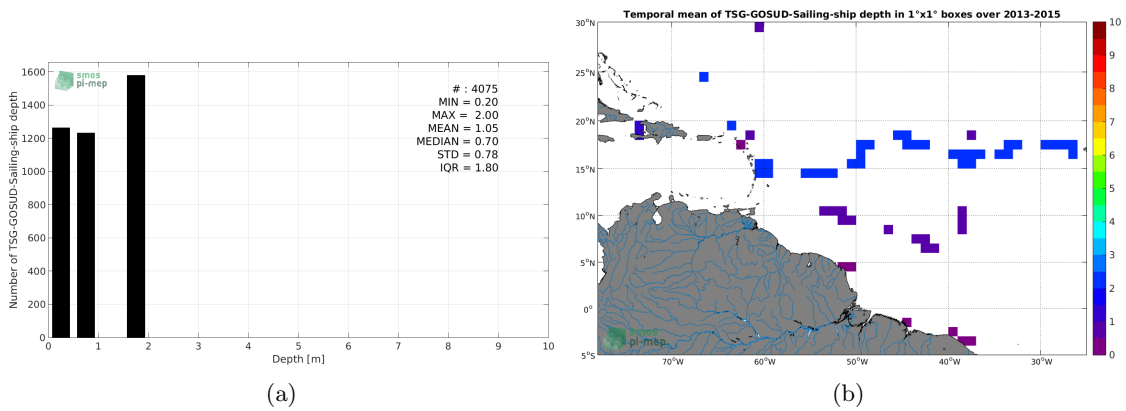 smos
pi-mep
# : 4075
MIN = 0.20
MAX = 2.00
MEAN = 1.05
MEDIAN = 0.70
STD = 0.78
IQR = 1.80
Number of TSG-GOSUD-Sailing-ship depth
1600
1400
1200
1000
800
600
400
200
0
0 1 2 3 4 5 6 7 8 9 10
Depth [m]
(a)
Temporal mean of TSG-GOSUD-Sailing-ship depth in 1°x1° boxes over 2013-2015
30°N
25°N
20°N
15°N
10°N
5°N
0°
5°S
70°W 60°W 50°W 40°W 30°W
smos
pi-mep
10
9
8
7
6
5
4
3
2
1
0
(b)